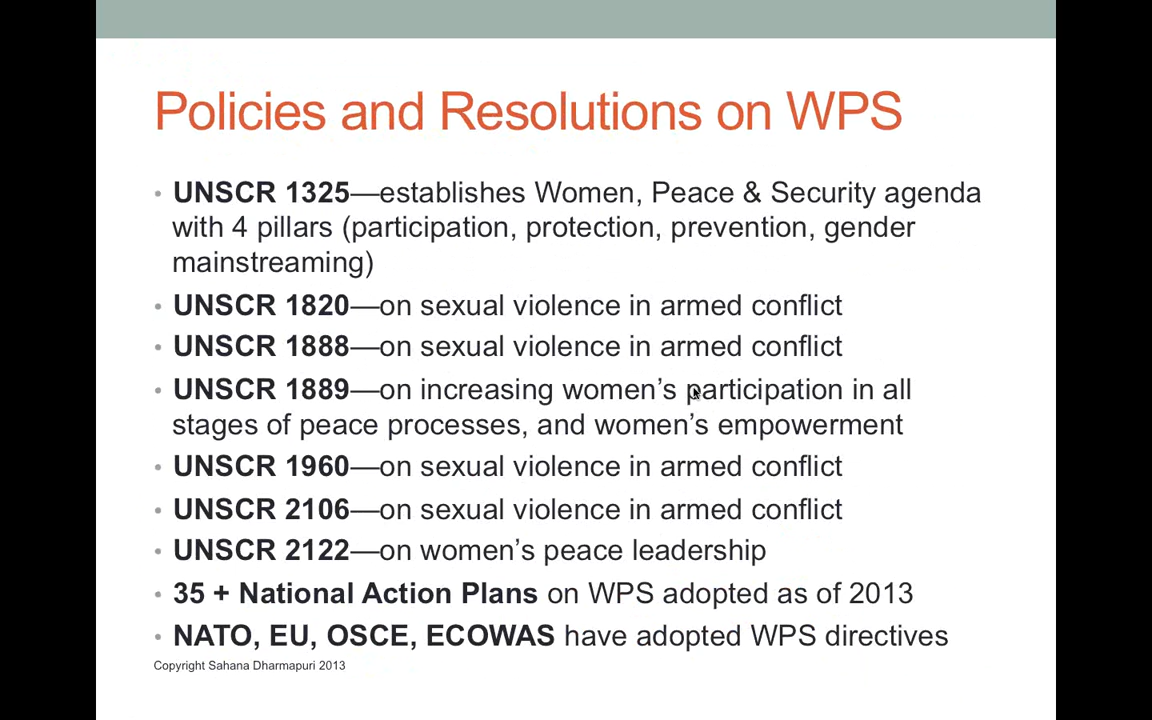 Policies and Resolutions on WPS
• UNSCR 1325—establishes Women, Peace & Security agenda
with 4 pillars (participation, protection, prevention, gender
mainstreaming)
• UNSCR 1820—on sexual violence in armed conflict
• UNSCR 1888—on sexual violence in armed conflict
• UNSCR 1889—on increasing women’s participation in all
stages of peace processes, and women’s empowerment
• UNSCR 1960—on sexual violence in armed conflict
• UNSCR 2106—on sexual violence in armed conflict
• UNSCR 2122—on women’s peace leadership
• 35 + National Action Plans on WPS adopted as of 2013
• NATO, EU, OSCE, ECOWAS have adopted WPS directives
Copyright Sahana Dharmapuri 2013